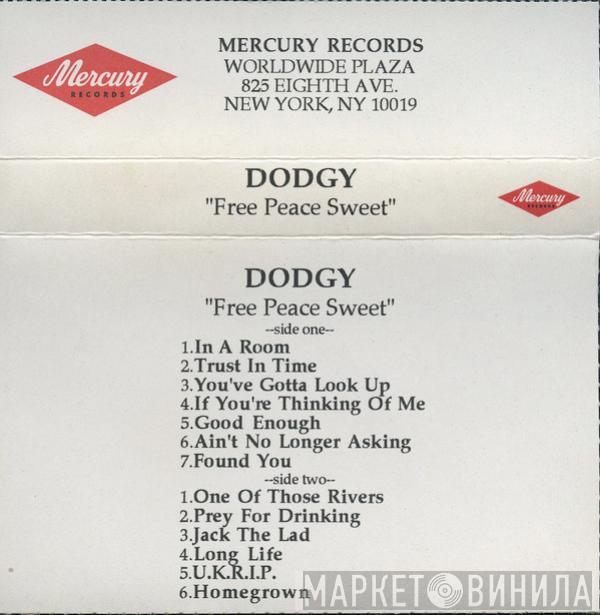 Mercury
RECORDS
MERCURY RECORDS
WORLDWIDE PLAZA
825 EIGHTH AVE.
NEW YORK, NY 10019
DODGY
"Free Peace Sweet"
Mercury
RECORDS
DODGY
"Free Peace Sweet"
--side one--
1.In A Room
2.Trust In Time
3.You've Gotta Look Up
4.If You're Thinking Of Me
5.Good Enough
6.Ain't No Longer Asking
7.Found You
--side two--
1.One Of Those Rivers
2.Prey For Drinking
3.Jack The Lad
4.Long Life
5.U.K.R.I.P.
6.Homegrown
МАРКЕТ ВИНИЛА